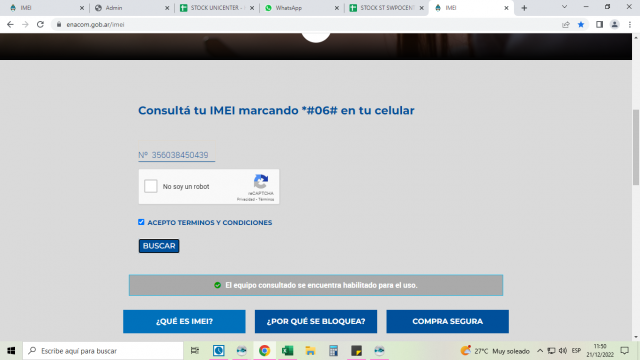 IMEI
Admin
STOCK UNICENTER -
WhatsApp
STOCK ST SWPOCENT
IMEI
enacom.gob.ar/imei
Consultá tu IMEI marcando *#06# en tu celular
Nº 356038450439
No soy un robot
reCAPTCHA
Privacidad - Términos
ACEPTO TERMINOS Y CONDICIONES
BUSCAR
El equipo consultado se encuentra habilitado para el uso.
¿QUÉ ES IMEI?
¿POR QUÉ SE BLOQUEA?
COMPRA SEGURA
Escribe aquí para buscar
27°C Muy soleado
ESP
11:50
21/12/2022